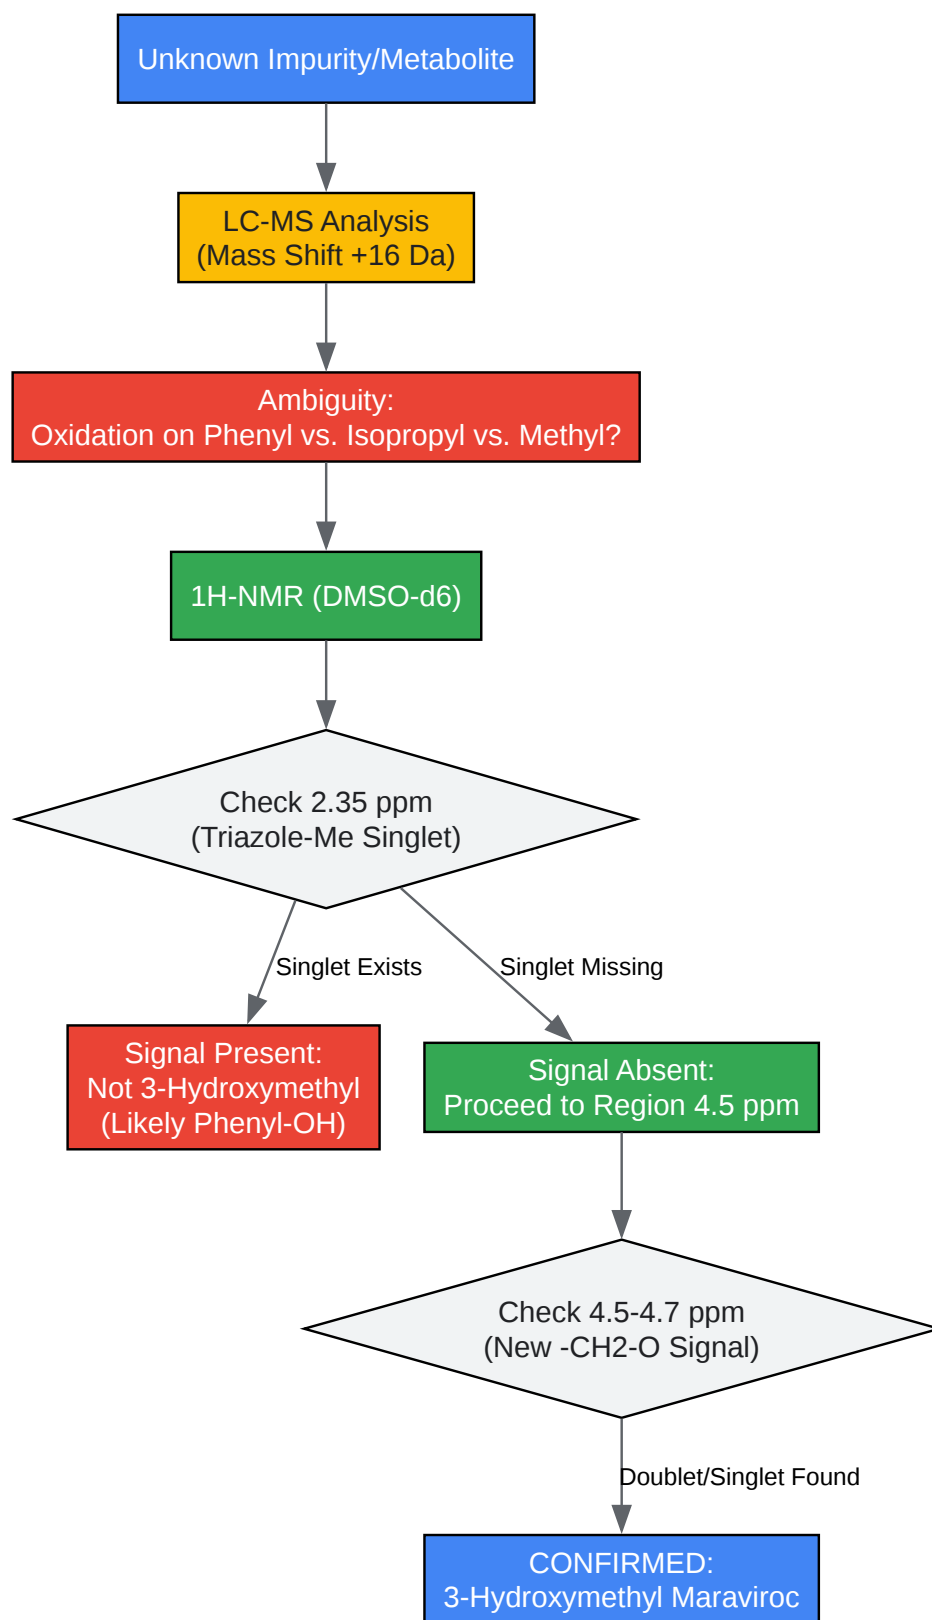 Unknown Impurity/Metabolite
LC-MS Analysis
(Mass Shift +16 Da)
Ambiguity:
Oxidation on Phenyl vs. Isopropyl vs. Methyl?
1H-NMR (DMSO-d6)
Check 2.35 ppm
(Triazole-Me Singlet)
Singlet Exists
Singlet Missing
Signal Present:
Not 3-Hydroxymethyl
(Likely Phenyl-OH)
Signal Absent:
Proceed to Region 4.5 ppm
Check 4.5-4.7 ppm
(New -CH2-O Signal)
Doublet/Singlet Found
CONFIRMED:
3-Hydroxymethyl Maraviroc